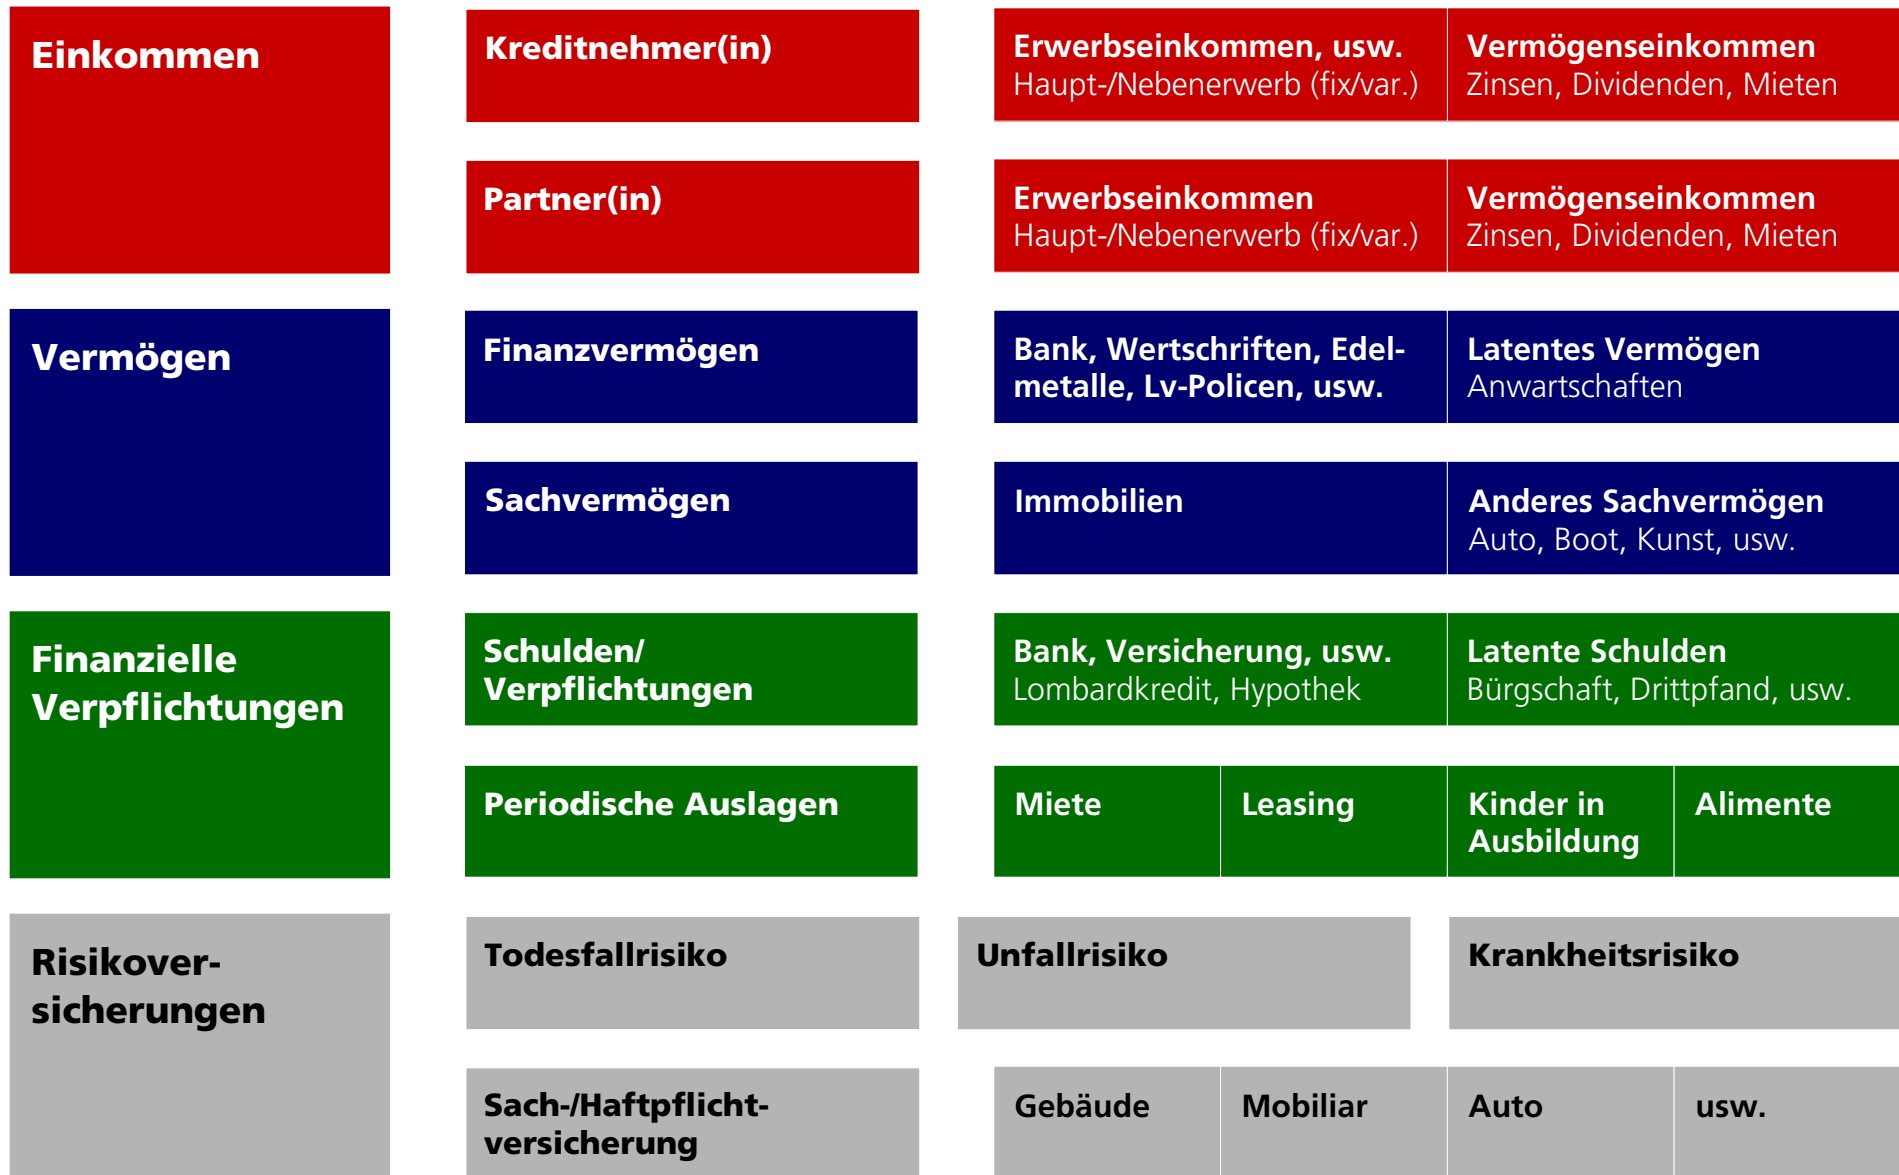 Einkommen
Kreditnehmer(in)
Erwerbseinkommen, usw.
Haupt-/Nebenerwerb (fix/var.)
Vermögenseinkommen
Zinsen, Dividenden, Mieten
Partner(in)
Erwerbseinkommen
Haupt-/Nebenerwerb (fix/var.)
Vermögenseinkommen
Zinsen, Dividenden, Mieten
Vermögen
Finanzvermögen
Bank, Wertschriften, Edel-
metalle, Lv-Policen, usw.
Latentes Vermögen
Anwartschaften
Sachvermögen
Immobilien
Anderes Sachvermögen
Auto, Boot, Kunst, usw.
Finanzielle
Verpflichtungen
Schulden/
Verpflichtungen
Bank, Versicherung, usw.
Lombardkredit, Hypothek
Latente Schulden
Bürgschaft, Drittpfand, usw.
Periodische Auslagen
Miete
Leasing
Kinder in
Ausbildung
Alimente
Risikover-
sicherungen
Todesfallrisiko
Unfallrisiko
Krankheitsrisiko
Sach-/Haftpflicht-
versicherung
Gebäude
Mobiliar
Auto
usw.